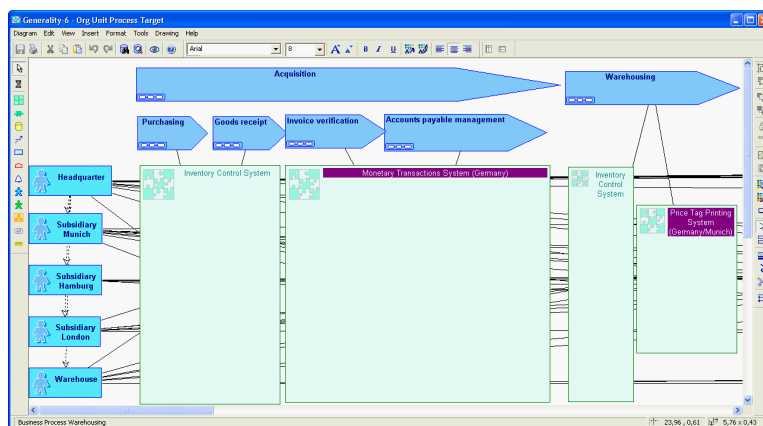 Generality-6 - Org Unit Process Target
Diagram Edit View Insert Format Tools Drawing Help
Arial 8 A A B I U
Acquisition
Warehousing
Purchasing
Goods receipt
Invoice verification
Accounts payable management
Headquarter
Subsidiary
Munich
Subsidiary
Hamburg
Subsidiary
London
Warehouse
Inventory Control System
Monetary Transactions System (Germany)
Inventory
Control
System
Price Tag Printing
System
(Germany/Munich)
Business Process Warehousing
23,96 , 0,61
5,76 x 0,43